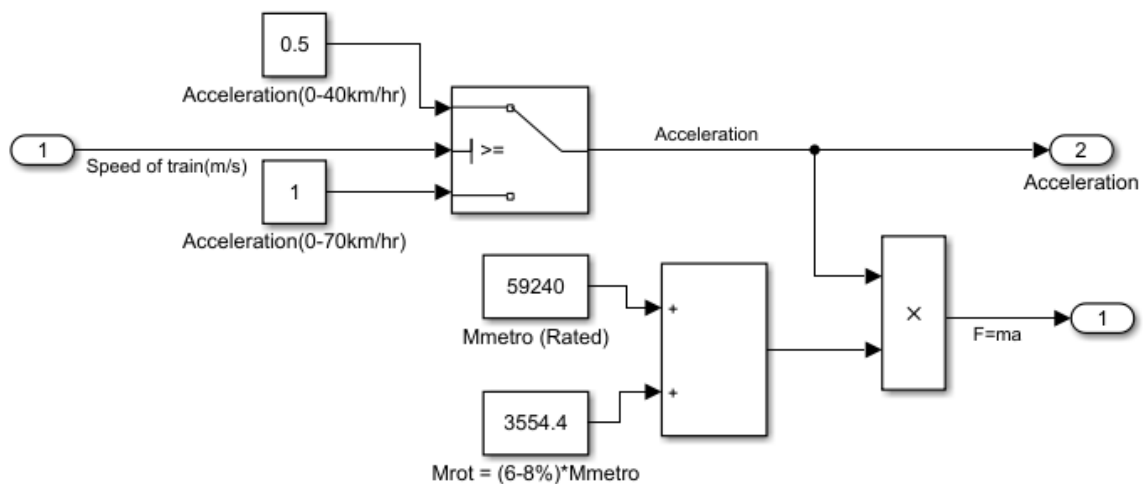 0.5
Acceleration(0-40km/hr)
1
Speed of train(m/s)
>=
Acceleration
2
Acceleration
1
Acceleration(0-70km/hr)
59240
Mmetro (Rated)
+
+
×
F=ma
1
3554.4
Mrot = (6-8%)*Mmetro